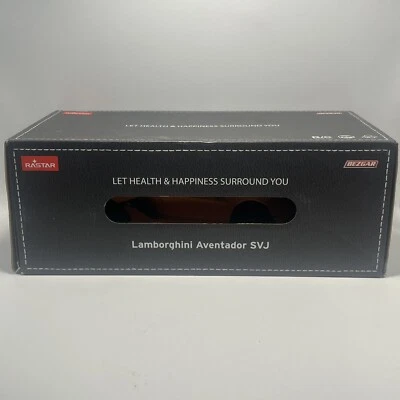 LET HEALTH & HAPPINESS SURROUND YOU
RASTAR
BEZGAR
LET HEALTH & HAPPINESS SURROUND YOU
Lamborghini Aventador SVJ